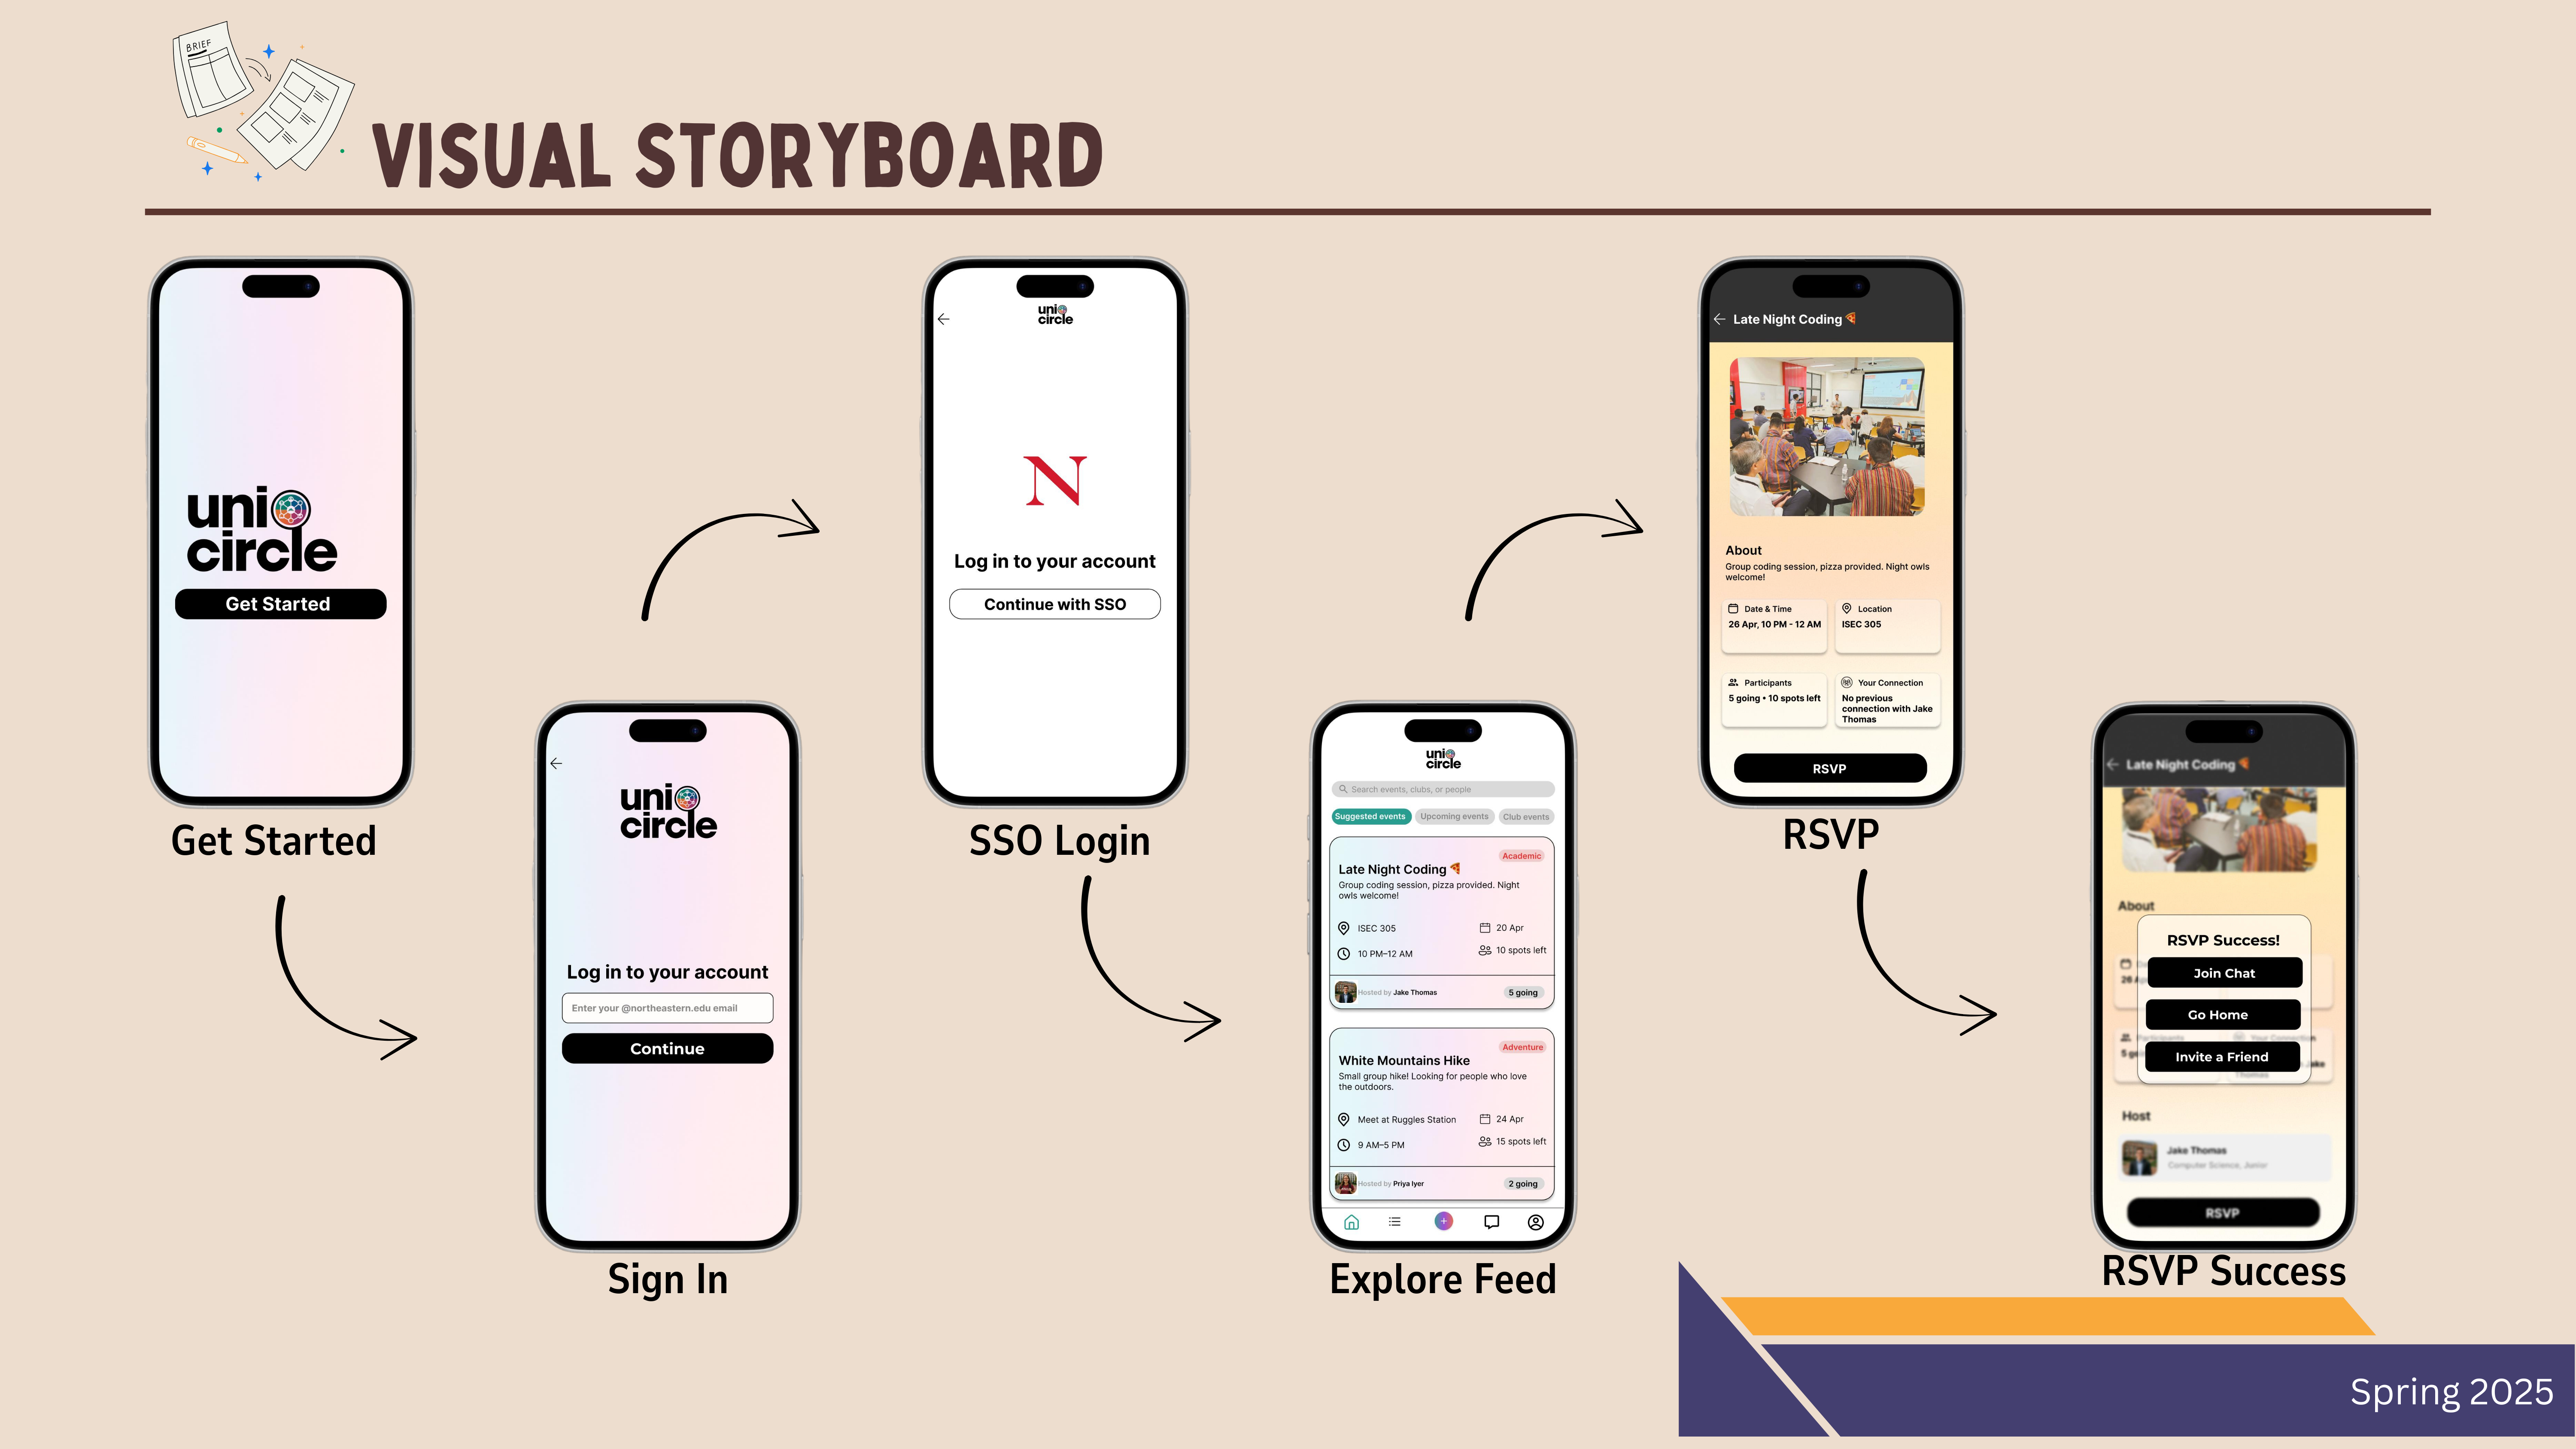 BRIEF
VISUAL STORYBOARD
uni
circle
Get Started
Get Started
uni
circle
Log in to your account
Enter your @northeastern.edu email
Continue
Sign In
uni
circle
N
Log in to your account
Continue with SSO
SSO Login
uni
circle
Search events, clubs, or people
Suggested events
Upcoming events
Club events
Academic
Late Night Coding 🍕
Group coding session, pizza provided. Night
owls welcome!
ISEC 305
20 Apr
10 PM–12 AM
10 spots left
Hosted by Jake Thomas
5 going
Adventure
White Mountains Hike
Small group hike! Looking for people who love
the outdoors.
Meet at Ruggles Station
24 Apr
9 AM–5 PM
15 spots left
Hosted by Priya Iyer
2 going
Explore Feed
Late Night Coding 🍕
About
Group coding session, pizza provided. Night owls
welcome!
Date & Time
26 Apr, 10 PM - 12 AM
Location
ISEC 305
Participants
5 going • 10 spots left
Your Connection
No previous
connection with Jake
Thomas
RSVP
RSVP
Late Night Coding 🍕
About
RSVP Success!
Join Chat
Go Home
Invite a Friend
Host
Jake Thomas
Computer Science, Junior
RSVP
RSVP Success
Spring 2025